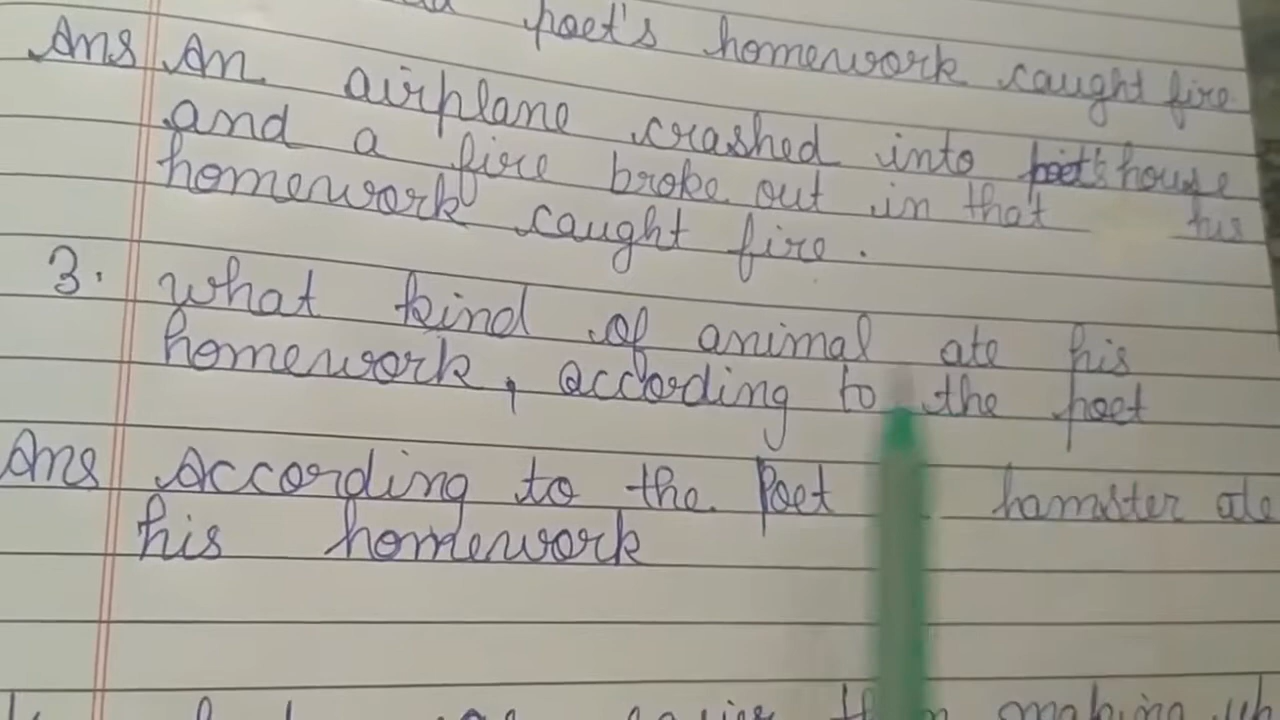 poet's homework caught fire
Ans An airplane crashed into poet's house
and a fire broke out in that his
homework caught fire.
3. what kind of animal ate his
homework, according to the poet
Ans According to the Poet hamster ate
his homework
making